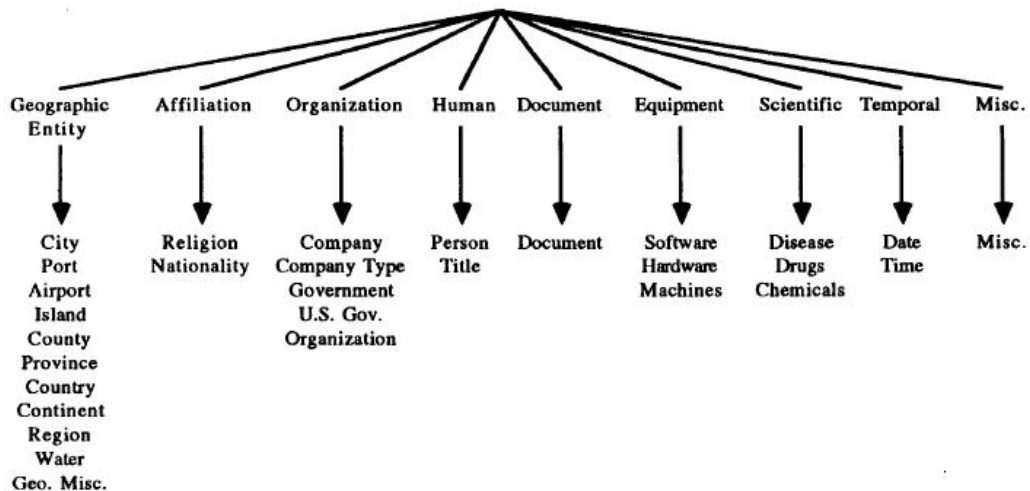 Geographic Entity
Affiliation
Organization
Human
Document
Equipment
Scientific
Temporal
Misc.
City
Port
Airport
Island
County
Province
Country
Continent
Region
Water
Geo. Misc.
Religion
Nationality
Company
Company Type
Government
U.S. Gov.
Organization
Person
Title
Document
Software
Hardware
Machines
Disease
Drugs
Chemicals
Date
Time
Misc.